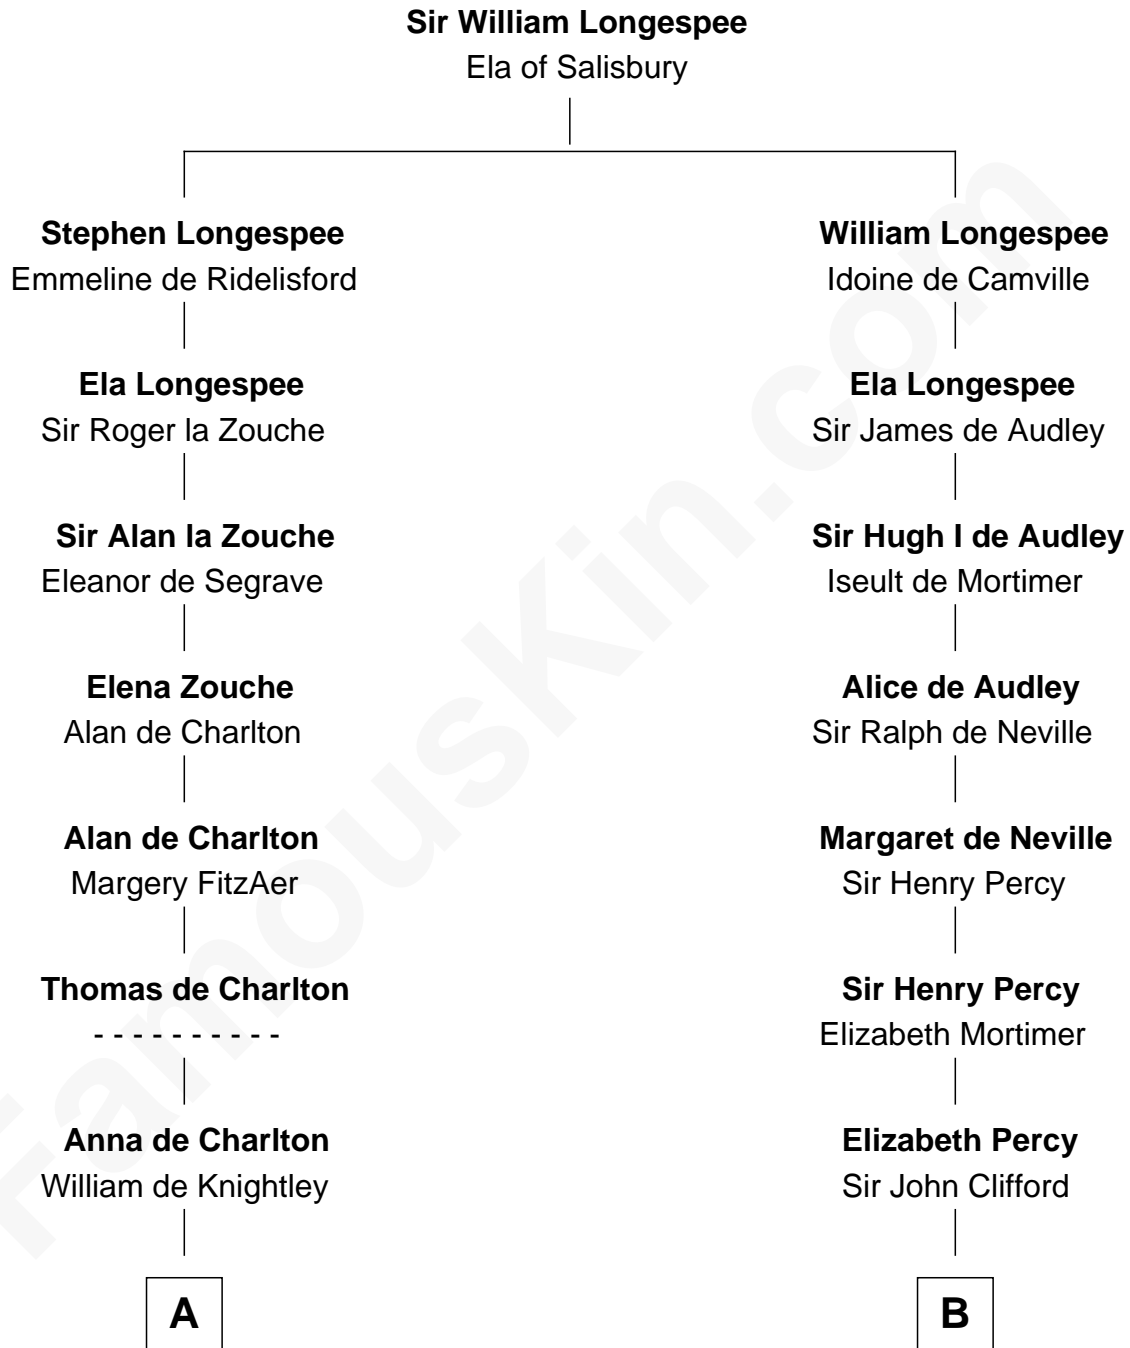 Sir William Longespee
Ela of Salisbury
Stephen Longespee
Emmeline de Ridelisford
William Longespee
Idoine de Camville
Ela Longespee
Sir Roger la Zouche
Ela Longespee
Sir James de Audley
Sir Alan la Zouche
Eleanor de Segrave
Sir Hugh I de Audley
Iseult de Mortimer
Elena Zouche
Alan de Charlton
Alice de Audley
Sir Ralph de Neville
Alan de Charlton
Margery FitzAer
Margaret de Neville
Sir Henry Percy
Thomas de Charlton
- - - - - - - - - -
Sir Henry Percy
Elizabeth Mortimer
Anna de Charlton
William de Knightley
Elizabeth Percy
Sir John Clifford
A
B
FamousKin.com